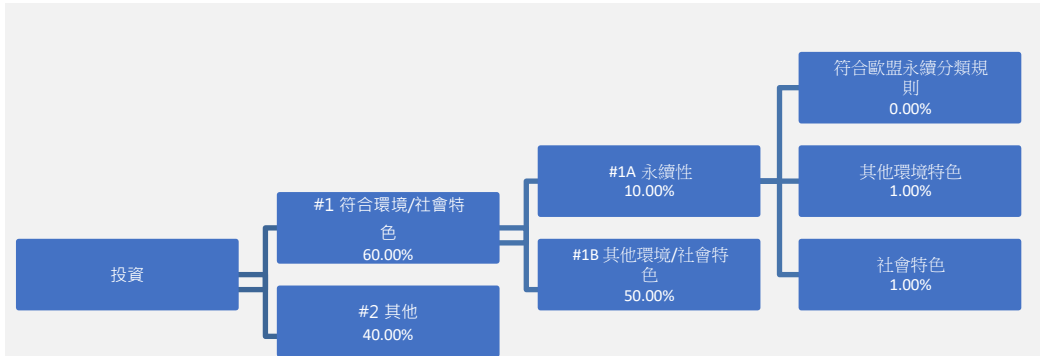 投資
#1 符合環境/社會特
色
60.00%
#2 其他
40.00%
#1A 永續性
10.00%
#1B 其他環境/社會特
色
50.00%
符合歐盟永續分類規
則
0.00%
其他環境特色
1.00%
社會特色
1.00%